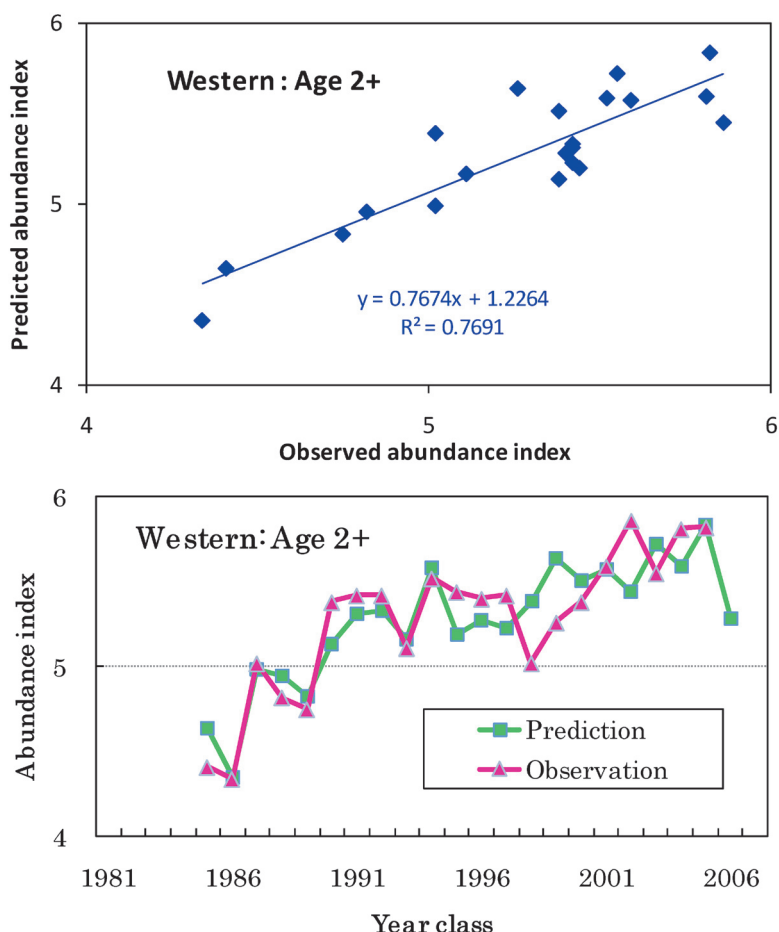 6
5
4
Predicted abundance index
Western : Age 2+
y = 0.7674x + 1.2264
R² = 0.7691
4 5 6
Observed abundance index
6
5
4
Abundance index
Western: Age 2+
Prediction
Observation
1981 1986 1991 1996 2001 2006
Year class